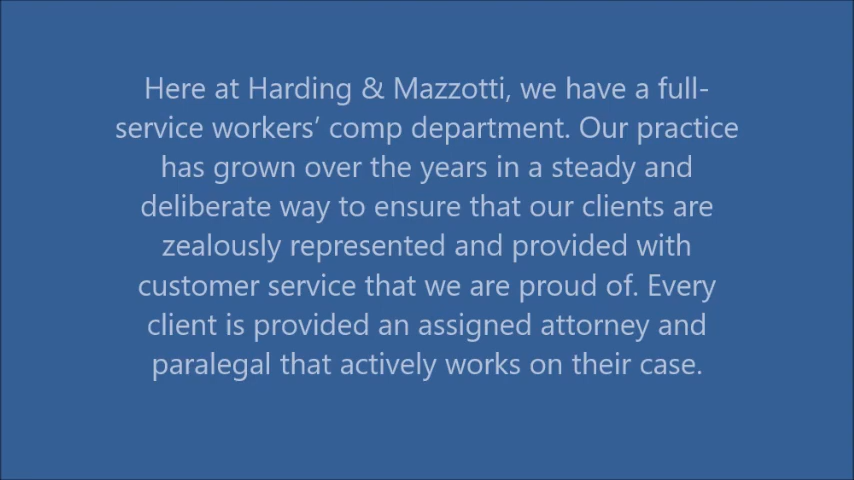 Here at Harding & Mazzotti, we have a full-
service workers’ comp department. Our practice
has grown over the years in a steady and
deliberate way to ensure that our clients are
zealously represented and provided with
customer service that we are proud of. Every
client is provided an assigned attorney and
paralegal that actively works on their case.